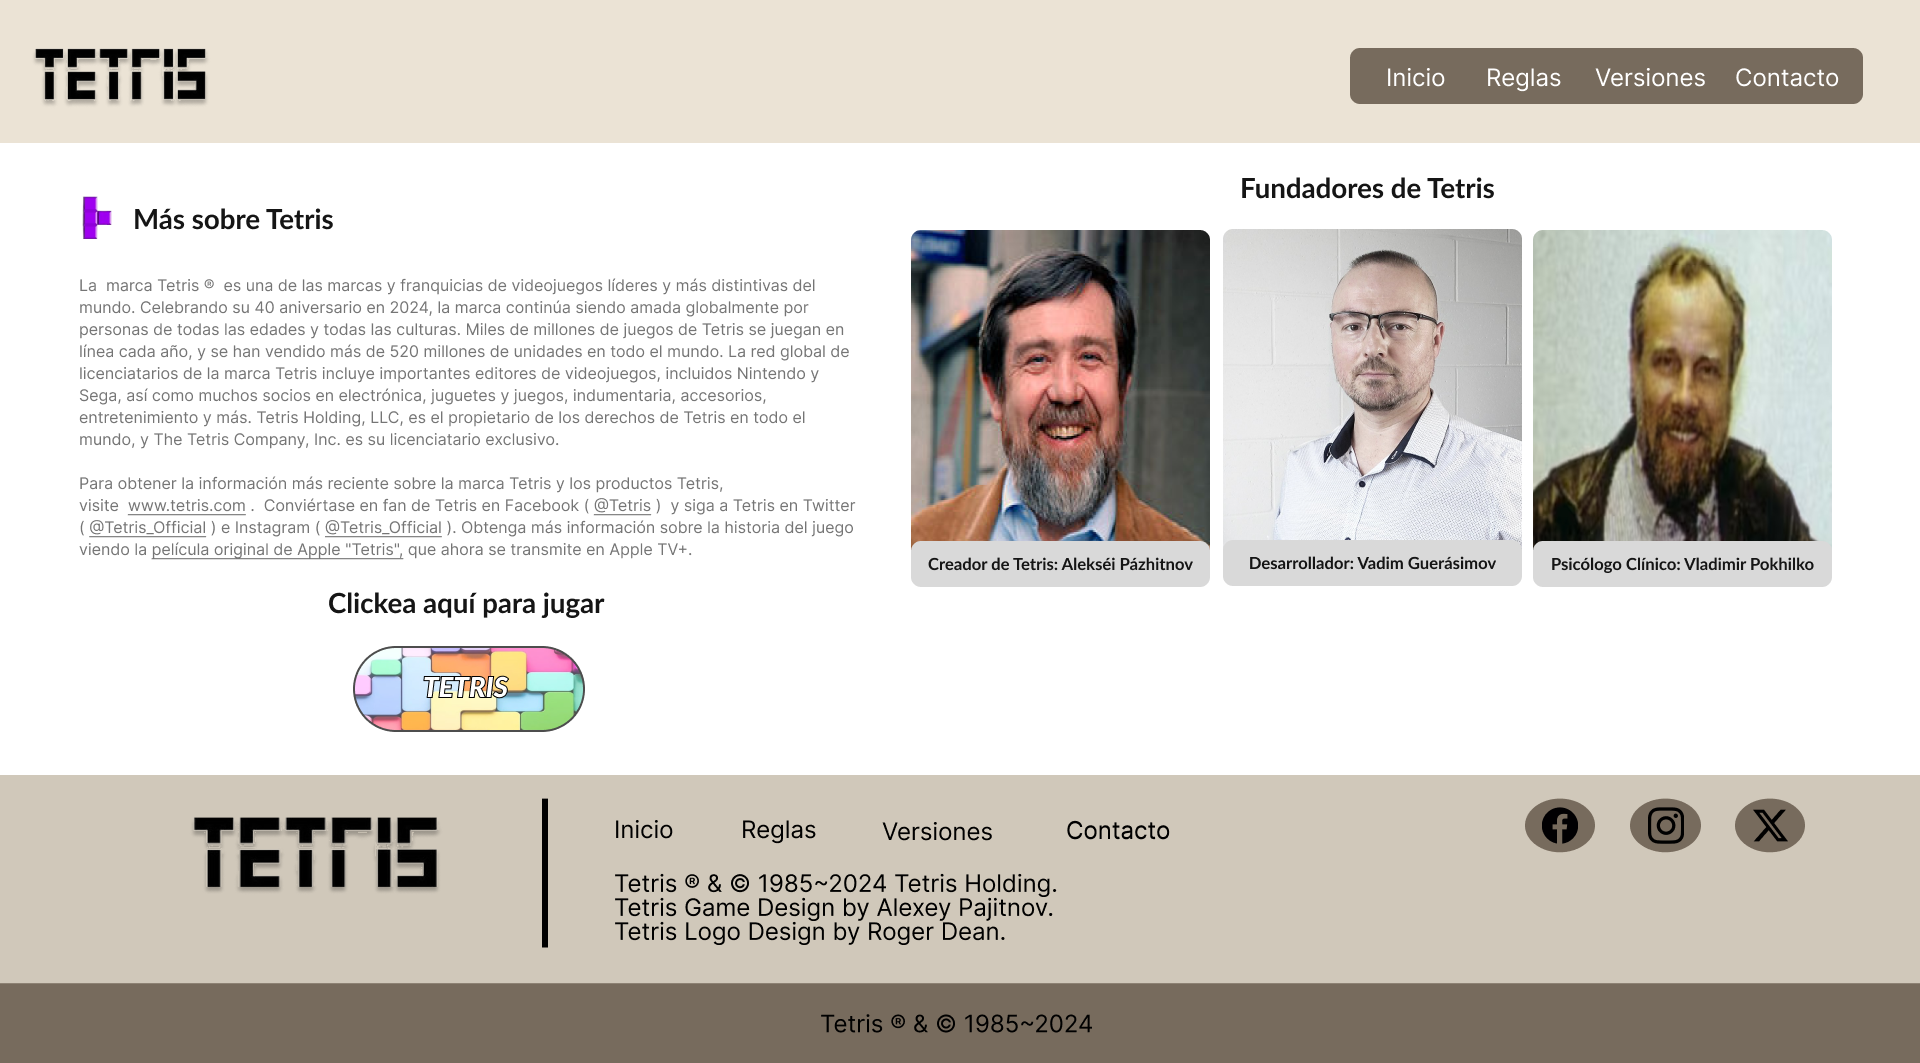 TETRIS
Inicio Reglas Versiones Contacto
Más sobre Tetris
La marca Tetris ® es una de las marcas y franquicias de videojuegos líderes y más distintivas del
mundo. Celebrando su 40 aniversario en 2024, la marca continúa siendo amada globalmente por
personas de todas las edades y todas las culturas. Miles de millones de juegos de Tetris se juegan en
línea cada año, y se han vendido más de 520 millones de unidades en todo el mundo. La red global de
licenciatarios de la marca Tetris incluye importantes editores de videojuegos, incluidos Nintendo y
Sega, así como muchos socios en electrónica, juguetes y juegos, indumentaria, accesorios,
entretenimiento y más. Tetris Holding, LLC, es el propietario de los derechos de Tetris en todo el
mundo, y The Tetris Company, Inc. es su licenciatario exclusivo.
Para obtener la información más reciente sobre la marca Tetris y los productos Tetris,
visite www.tetris.com . Conviértase en fan de Tetris en Facebook ( @Tetris ) y siga a Tetris en Twitter
( @Tetris_Official ) e Instagram ( @Tetris_Official ). Obtenga más información sobre la historia del juego
viendo la película original de Apple "Tetris", que ahora se transmite en Apple TV+.
Clickea aquí para jugar
TETRIS
Fundadores de Tetris
Creador de Tetris: Alekséi Pázhitnov
Desarrollador: Vadim Guerásimov
Psicólogo Clínico: Vladimir Pokhilko
TETRIS
Inicio Reglas Versiones Contacto
Tetris ® & © 1985~2024 Tetris Holding.
Tetris Game Design by Alexey Pajitnov.
Tetris Logo Design by Roger Dean.
Tetris ® & © 1985~2024